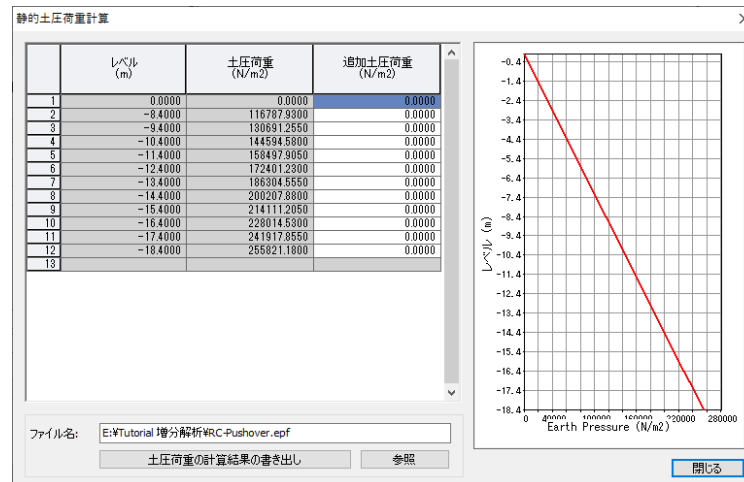 静的土圧荷重計算
レベル
(m)
土圧荷重
(N/m2)
追加土圧荷重
(N/m2)
1 0.0000 0.0000 0.0000
2 -8.4000 116787.9300 0.0000
3 -9.4000 130691.2550 0.0000
4 -10.4000 144594.5800 0.0000
5 -11.4000 158497.9050 0.0000
6 -12.4000 172401.2300 0.0000
7 -13.4000 186304.5550 0.0000
8 -14.4000 200207.8800 0.0000
9 -15.4000 214111.2050 0.0000
10 -16.4000 228014.5300 0.0000
11 -17.4000 241917.8550 0.0000
12 -18.4000 255821.1800 0.0000
13
レベル (m)
-0.4
-1.4
-2.4
-3.4
-4.4
-5.4
-6.4
-7.4
-8.4
-9.4
-10.4
-11.4
-12.4
-13.4
-14.4
-15.4
-16.4
-17.4
-18.4
0 40000 100000 160000 220000 280000
Earth Pressure (N/m2)
ファイル名: E:¥Tutorial 増分解析¥RC-Pushover.epf
土圧荷重の計算結果の書き出し 参照
閉じる